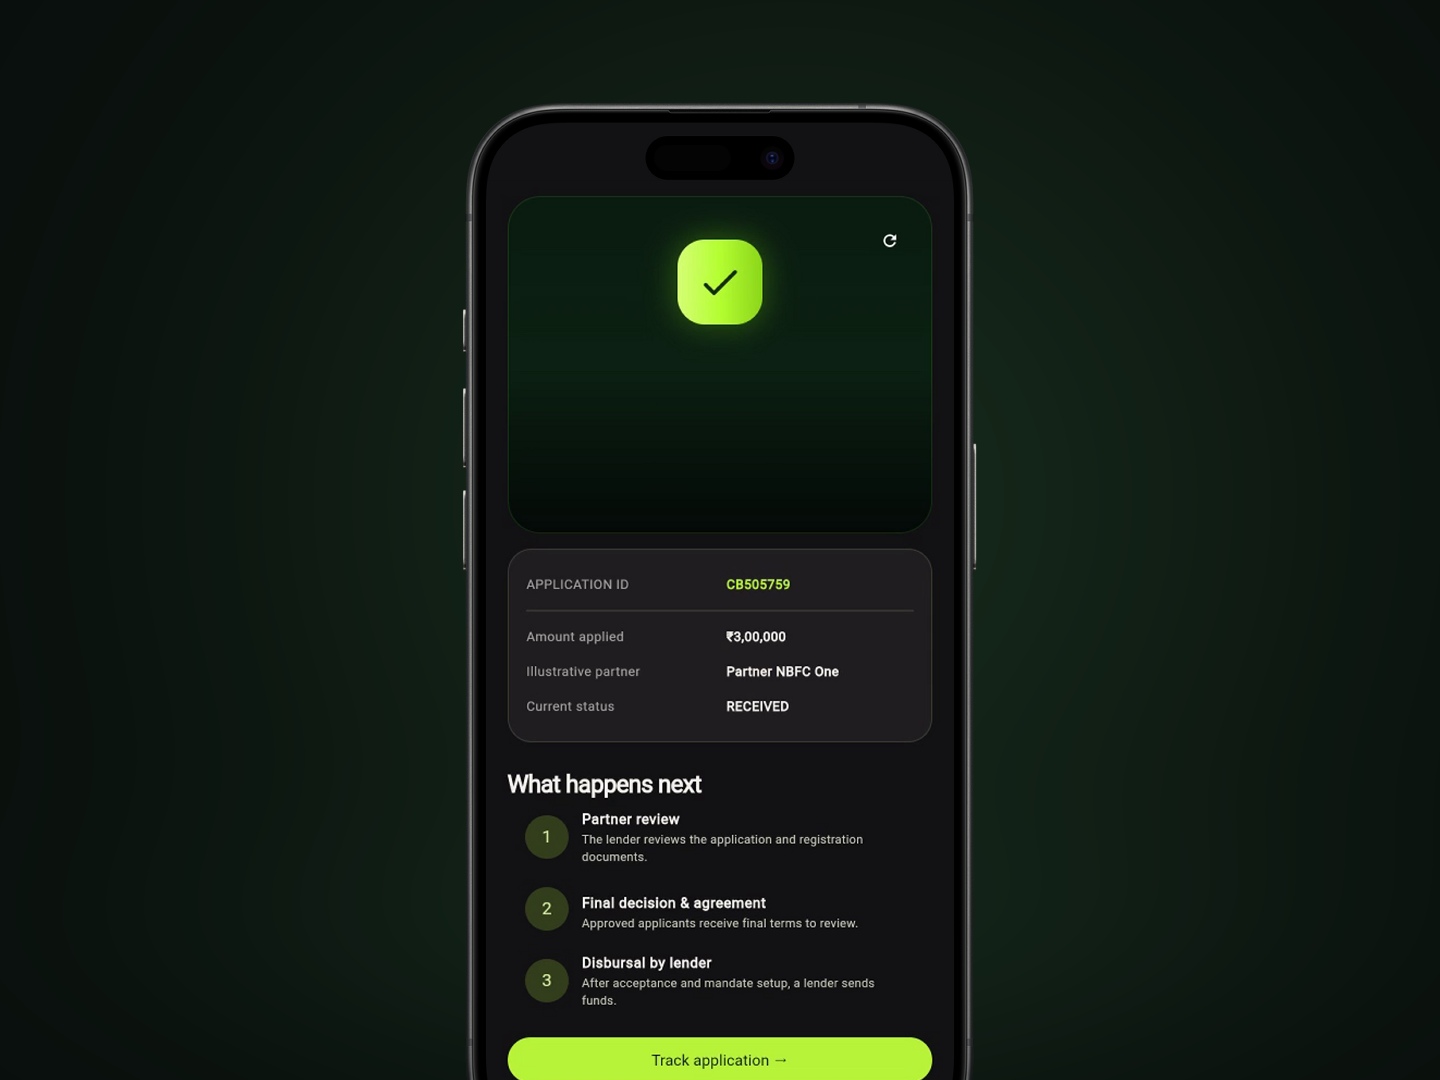 APPLICATION ID CB505759
Amount applied ₹3,00,000
Illustrative partner Partner NBFC One
Current status RECEIVED
What happens next
1 Partner review
The lender reviews the application and registration
documents.
2 Final decision & agreement
Approved applicants receive final terms to review.
3 Disbursal by lender
After acceptance and mandate setup, a lender sends
funds.
Track application →